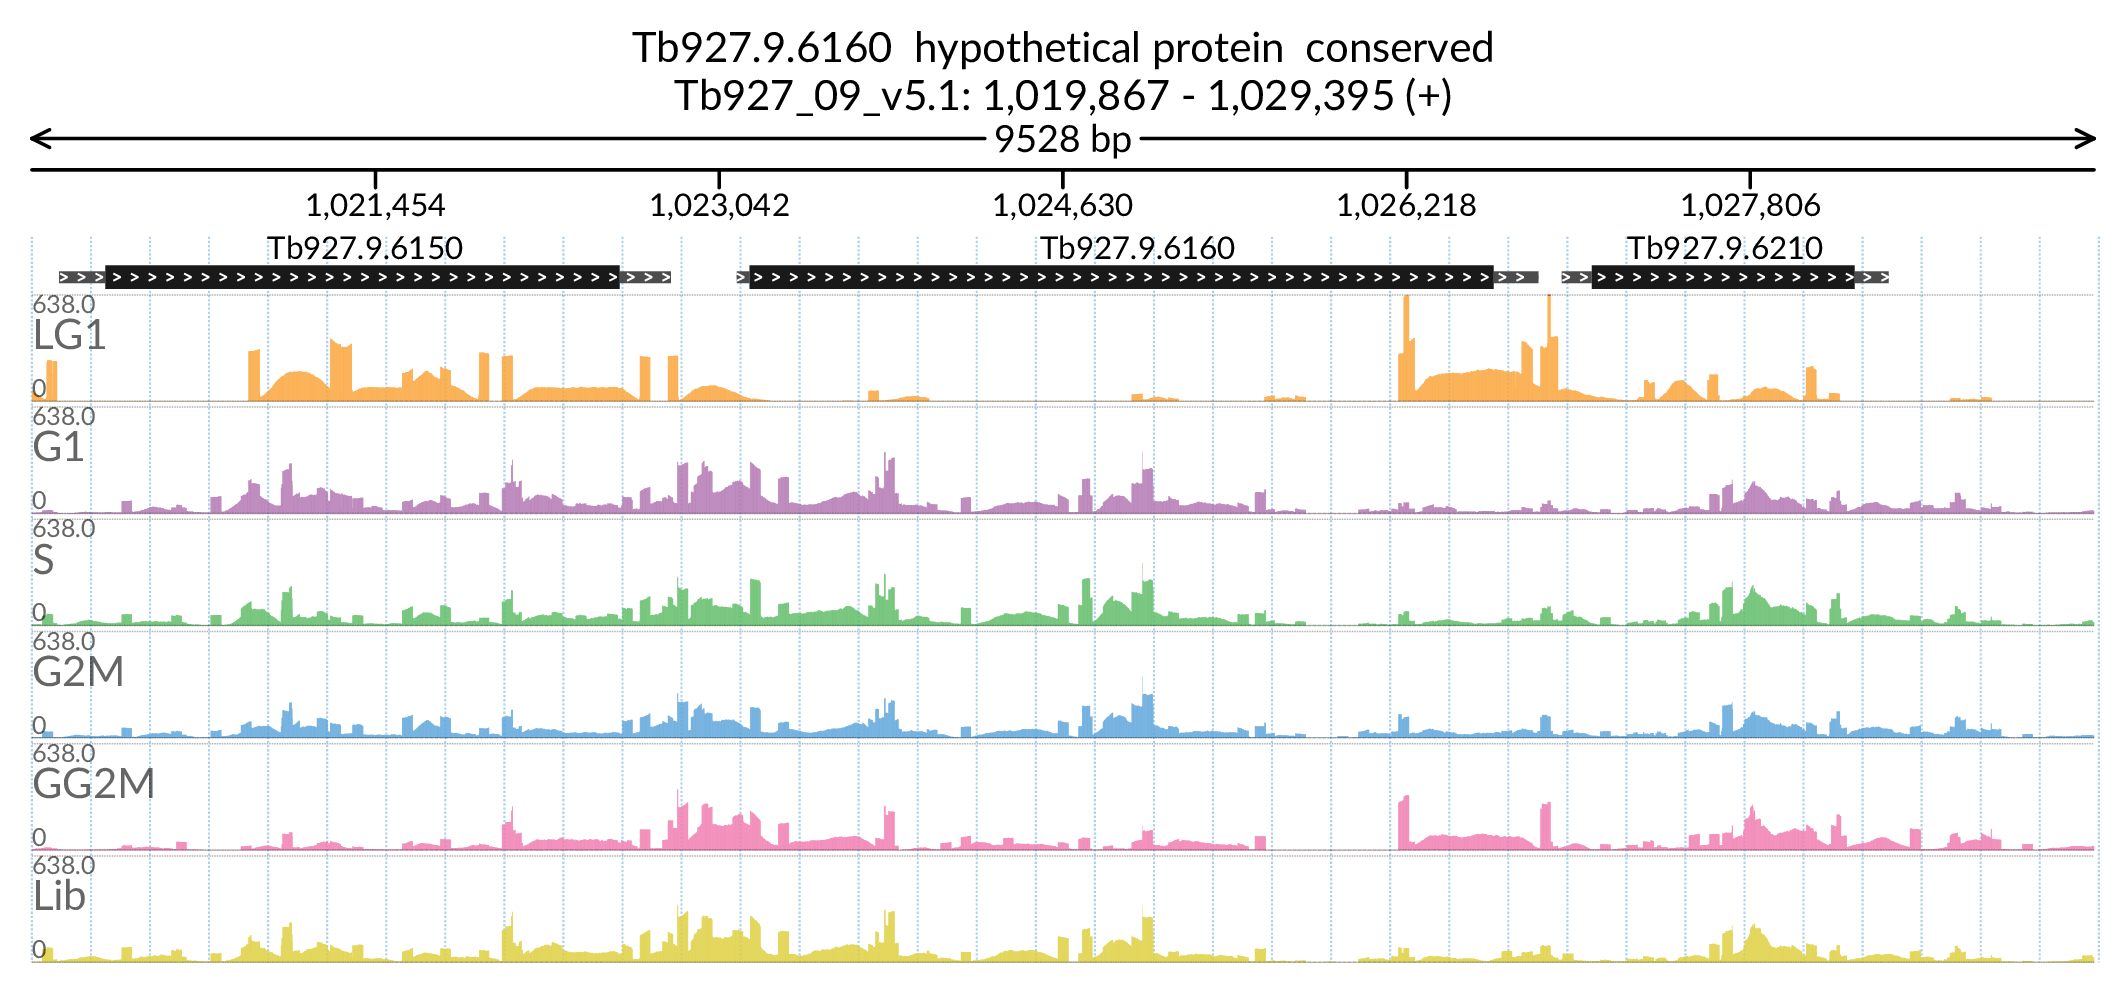 Tb927.9.6160  hypothetical protein  conserved
Tb927_09_v5.1: 1,019,867 - 1,029,395 (+)
9528 bp
1,021,454 1,023,042 1,024,630 1,026,218 1,027,806
Tb927.9.6150 Tb927.9.6160 Tb927.9.6210
638.0
LG1
0
638.0
G1
0
638.0
S
0
638.0
G2M
0
638.0
GG2M
0
638.0
Lib
0